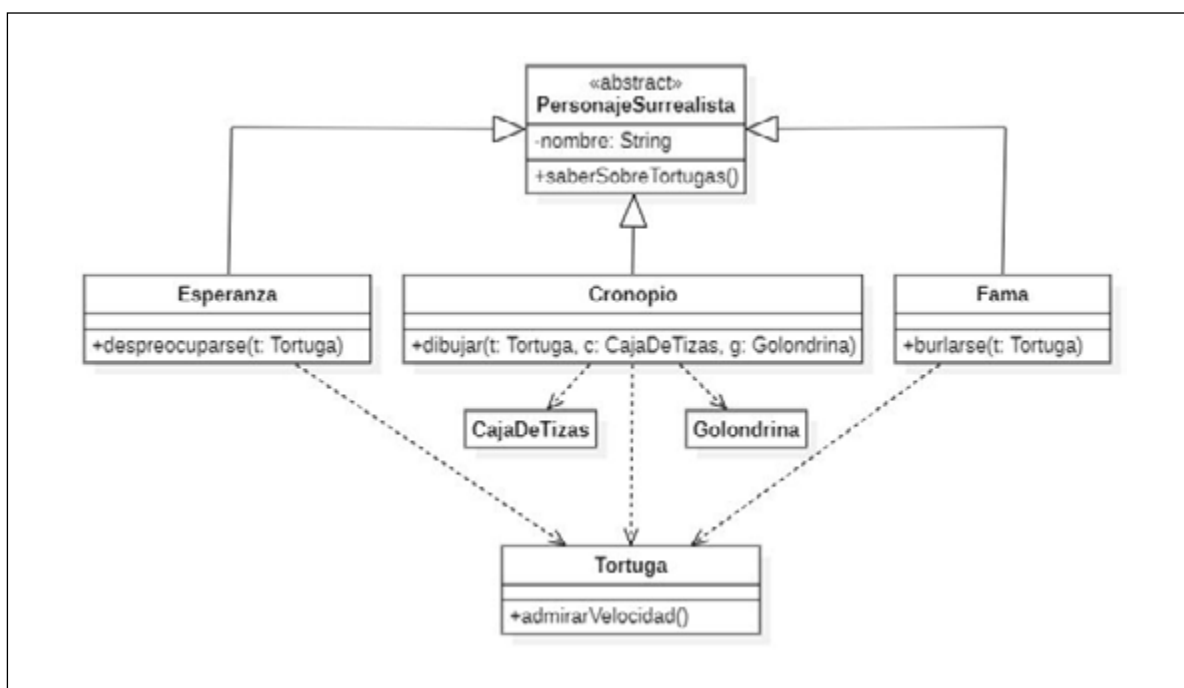 «abstract»
PersonajeSurrealista
-nombre: String
+saberSobreTortugas()
Esperanza
+despreocuparse(t: Tortuga)
Cronopio
+dibujar(t: Tortuga, c: CajaDeTizas, g: Golondrina)
Fama
+burlarse(t: Tortuga)
CajaDeTizas
Golondrina
Tortuga
+admirarVelocidad()